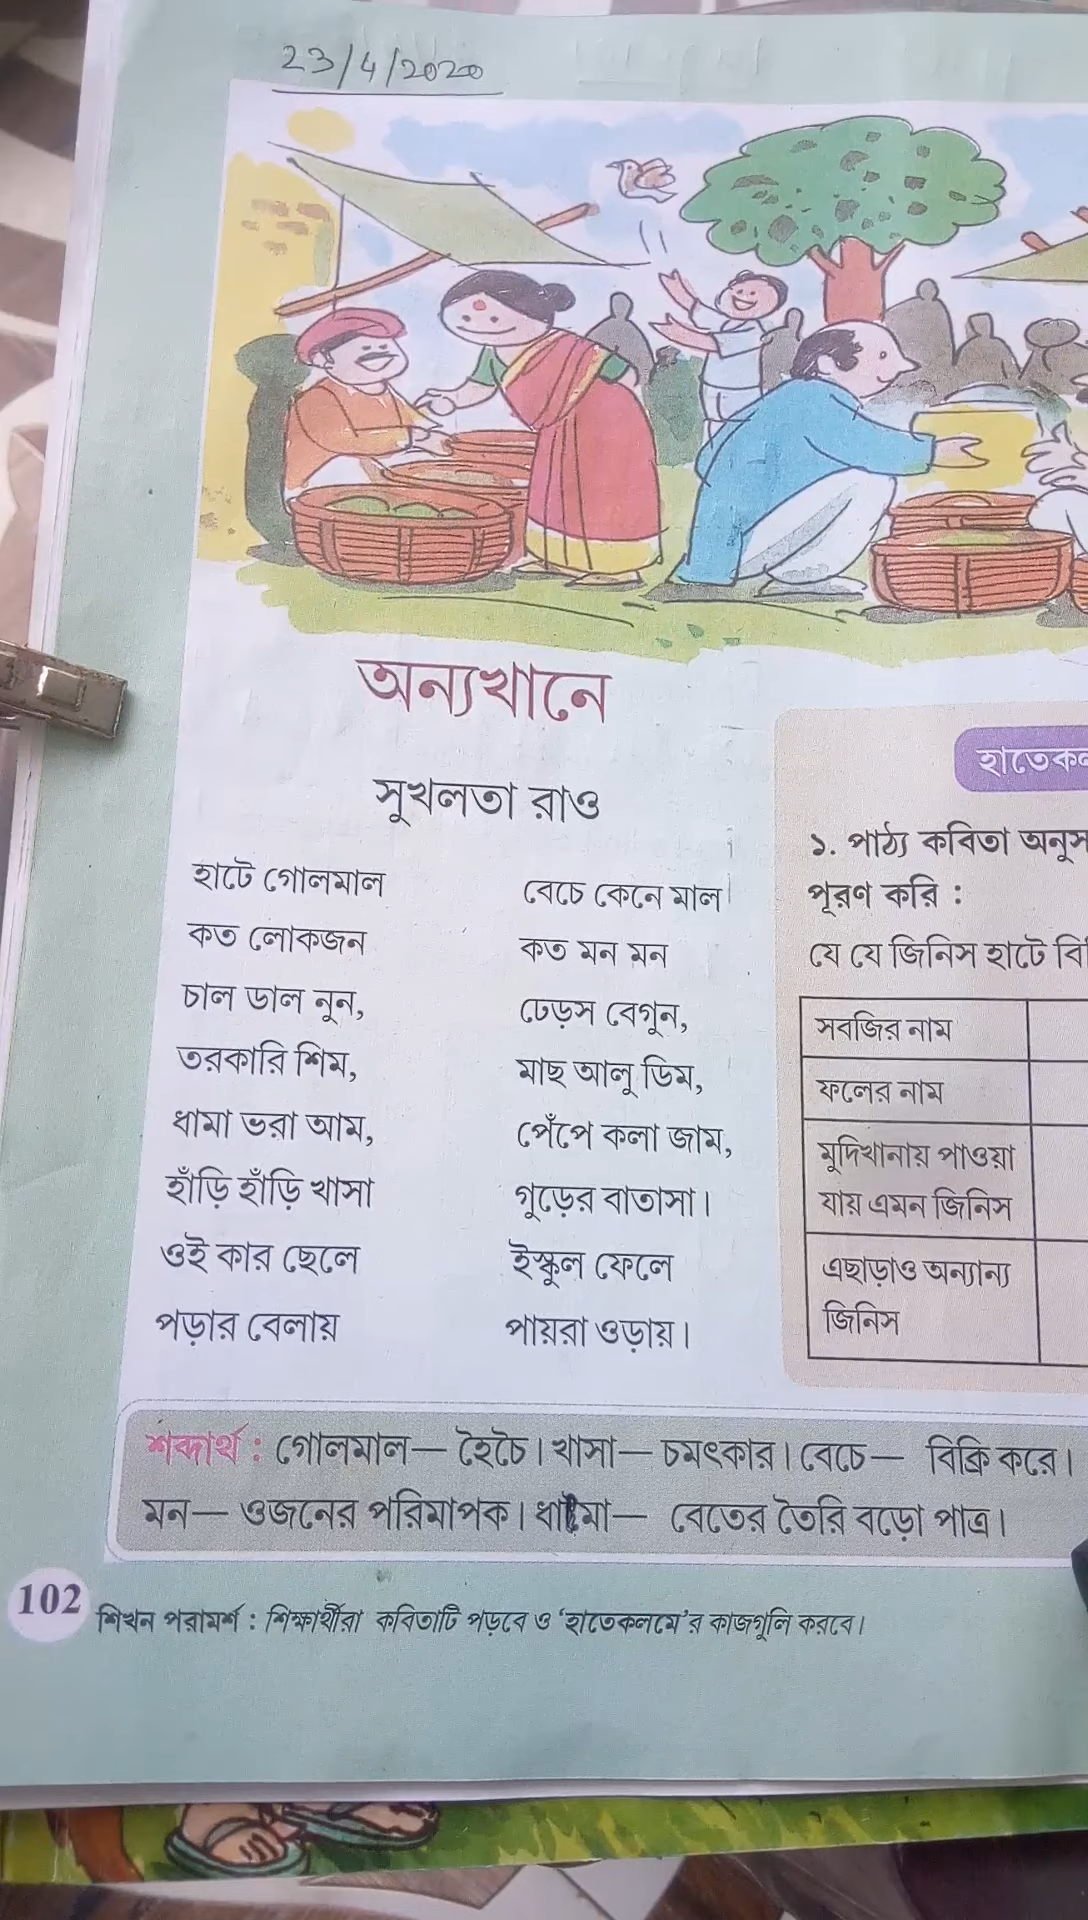 23/4/2020
অন্যখানে
সুখলতা রাও
হাটে গোলমাল বেচে কেনে মাল
কত লোকজন কত মন মন
চাল ডাল নুন, ঢেড়স বেগুন,
তরকারি শিম, মাছ আলু ডিম,
ধামা ভরা আম, পেঁপে কলা জাম,
হাঁড়ি হাঁড়ি খাসা গুড়ের বাতাসা।
ওই কার ছেলে ইস্কুল ফেলে
পড়ার বেলায় পায়রা ওড়ায়।
১. পাঠ্য কবিতা
পূরণ করি :
যে যে জিনিস হাটে
সবজির নাম
ফলের নাম
মুদিখানায় পাওয়া
যায় এমন জিনিস
এছাড়াও অন্যান্য
জিনিস
শব্দার্থ : গোলমাল— হৈচৈ। খাসা— চমৎকার। বেচে— বিক্রি করে।
মন— ওজনের পরিমাপক। ধামা— বেতের তৈরি বড়ো পাত্র।
102
শিখন পরামর্শ : শিক্ষার্থীরা কবিতাটি পড়বে ও ‘হাতেকলমে’র কাজগুলি করবে।